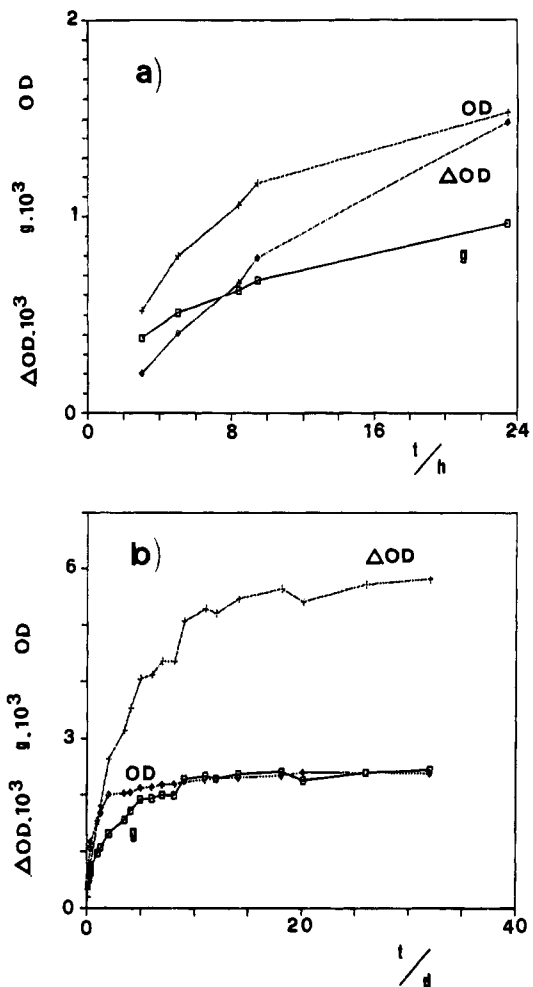 a)
2
1
0
0
8
16
24
t/h
ΔOD.10³ g.10³ OD
OD
ΔOD
g
b)
6
3
0
0
20
40
t/d
ΔOD.10³ g.10³ OD
ΔOD
OD
g